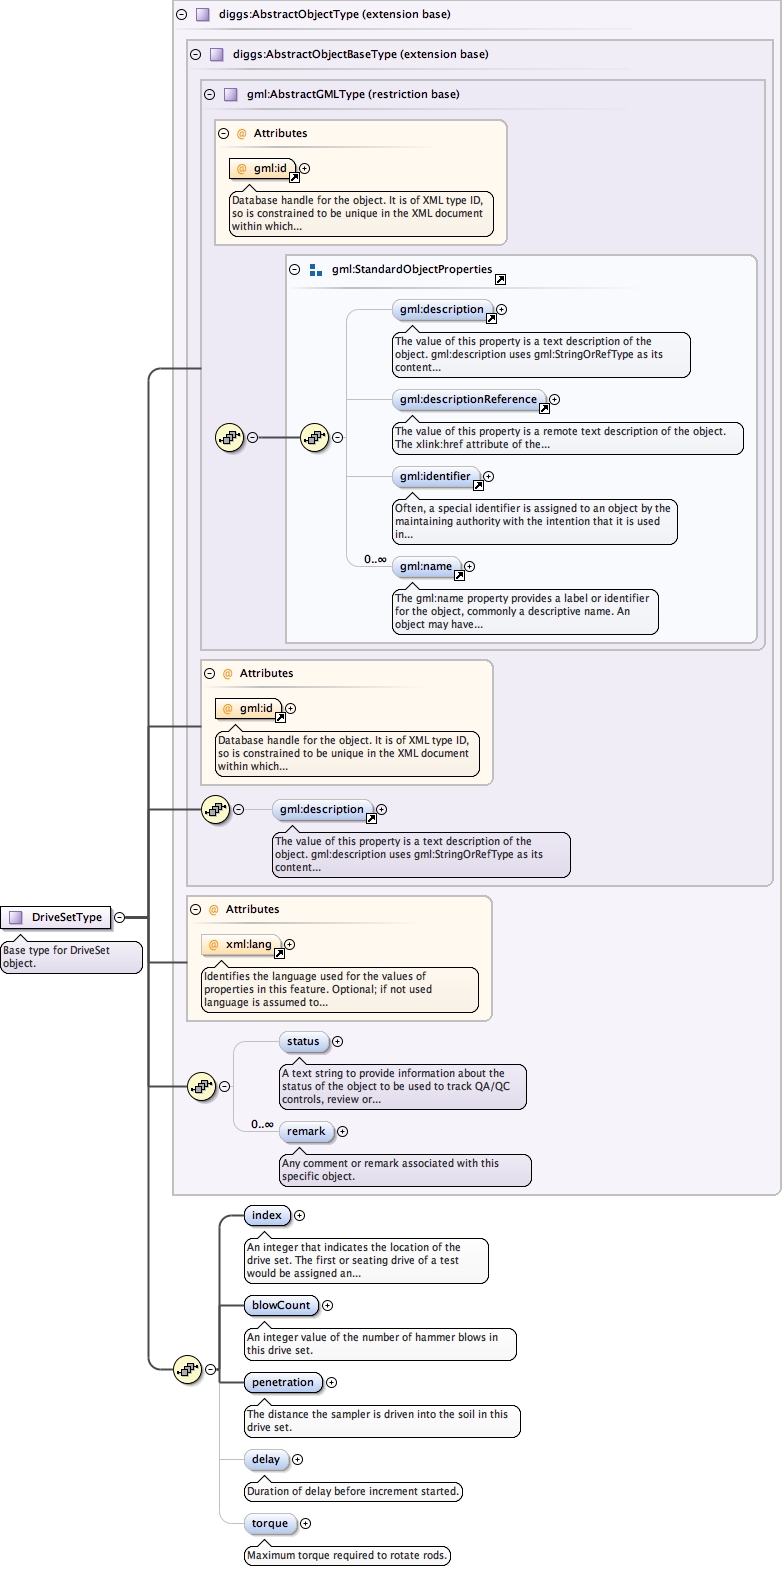 diggs:AbstractObjectType (extension base)
diggs:AbstractObjectBaseType (extension base)
gml:AbstractGMLType (restriction base)
@ Attributes
@ gml:id
Database handle for the object. It is of XML type ID,
so is constrained to be unique in the XML document
within which...
gml:StandardObjectProperties
gml:description
The value of this property is a text description of the
object. gml:description uses gml:StringOrRefType as its
content...
gml:descriptionReference
The value of this property is a remote text description of the object.
The xlink:href attribute of the...
gml:identifier
Often, a special identifier is assigned to an object by the
maintaining authority with the intention that it is used
in...
0..∞
gml:name
The gml:name property provides a label or identifier
for the object, commonly a descriptive name. An
object may have...
@ Attributes
@ gml:id
Database handle for the object. It is of XML type ID,
so is constrained to be unique in the XML document
within which...
gml:description
The value of this property is a text description of the
object. gml:description uses gml:StringOrRefType as its
content...
DriveSetType
Base type for DriveSet
object.
@ Attributes
@ xml:lang
Identifies the language used for the values of
properties in this feature. Optional; if not used
language is assumed to...
status
A text string to provide information about the
status of the object to be used to track QA/QC
controls, review or...
0..∞
remark
Any comment or remark associated with this
specific object.
index
An integer that indicates the location of the
drive set. The first or seating drive of a test
would be assigned an...
blowCount
An integer value of the number of hammer blows in
this drive set.
penetration
The distance the sampler is driven into the soil in this
drive set.
delay
Duration of delay before increment started.
torque
Maximum torque required to rotate rods.